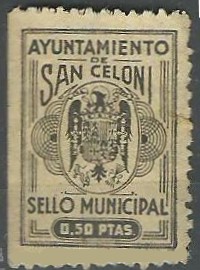 AYUNTAMIENTO
DE
SAN CELONI
SELLO MUNICIPAL
0,50 PTAS